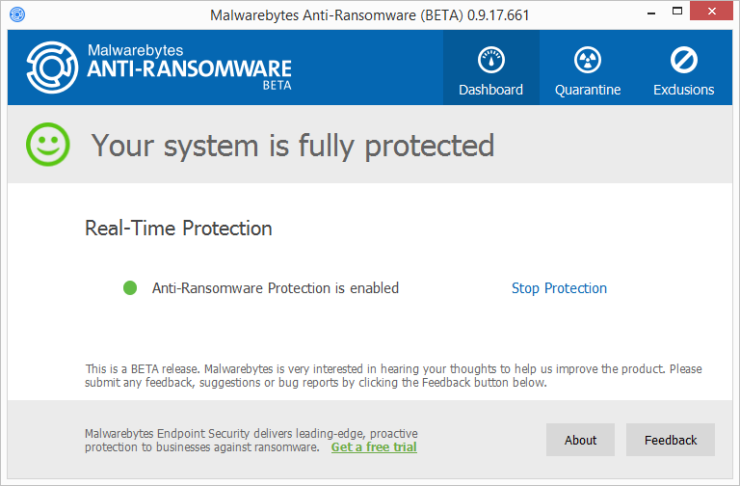 Malwarebytes Anti-Ransomware (BETA) 0.9.17.661
Malwarebytes
ANTI-RANSOMWARE
BETA
Dashboard
Quarantine
Exclusions
Your system is fully protected
Real-Time Protection
Anti-Ransomware Protection is enabled
Stop Protection
This is a BETA release. Malwarebytes is very interested in hearing your thoughts to help us improve the product. Please
submit any feedback, suggestions or bug reports by clicking the Feedback button below.
Malwarebytes Endpoint Security delivers leading-edge, proactive
protection to businesses against ransomware. Get a free trial
About
Feedback